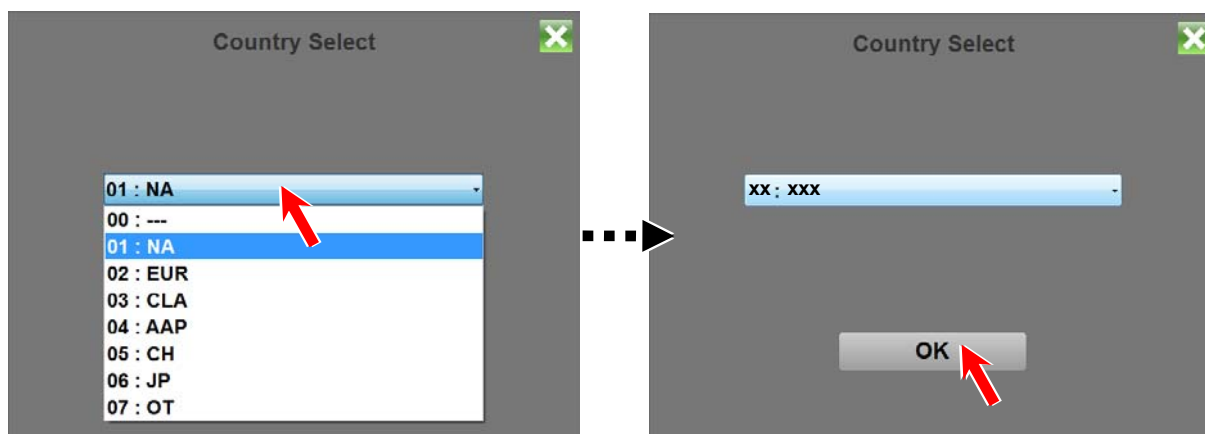 Country Select
01 : NA
00 : ---
01 : NA
02 : EUR
03 : CLA
04 : AAP
05 : CH
06 : JP
07 : OT
Country Select
xx : xxx
OK